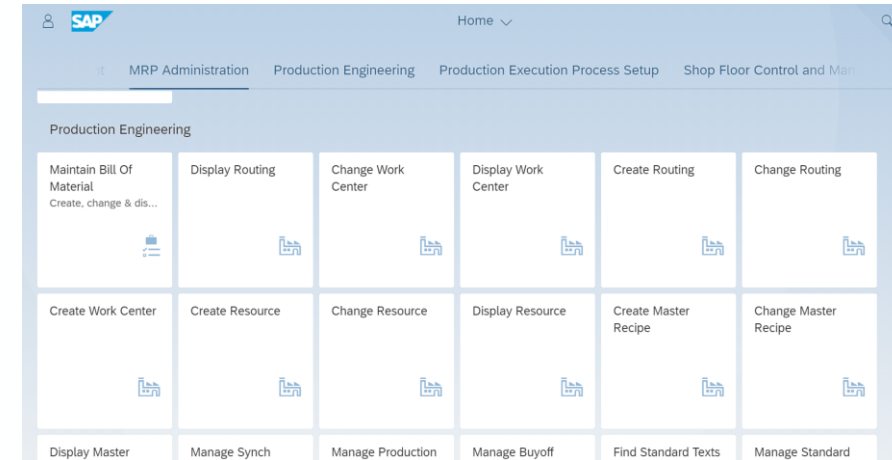 SAP
Home
MRP Administration
Production Engineering
Production Execution Process Setup
Shop Floor Control and Man
Production Engineering
Maintain Bill Of
Material
Create, change & dis...
Display Routing
Change Work
Center
Display Work
Center
Create Routing
Change Routing
Create Work Center
Create Resource
Change Resource
Display Resource
Create Master
Recipe
Change Master
Recipe
Display Master
Manage Synch
Manage Production
Manage Buyoff
Find Standard Texts
Manage Standard